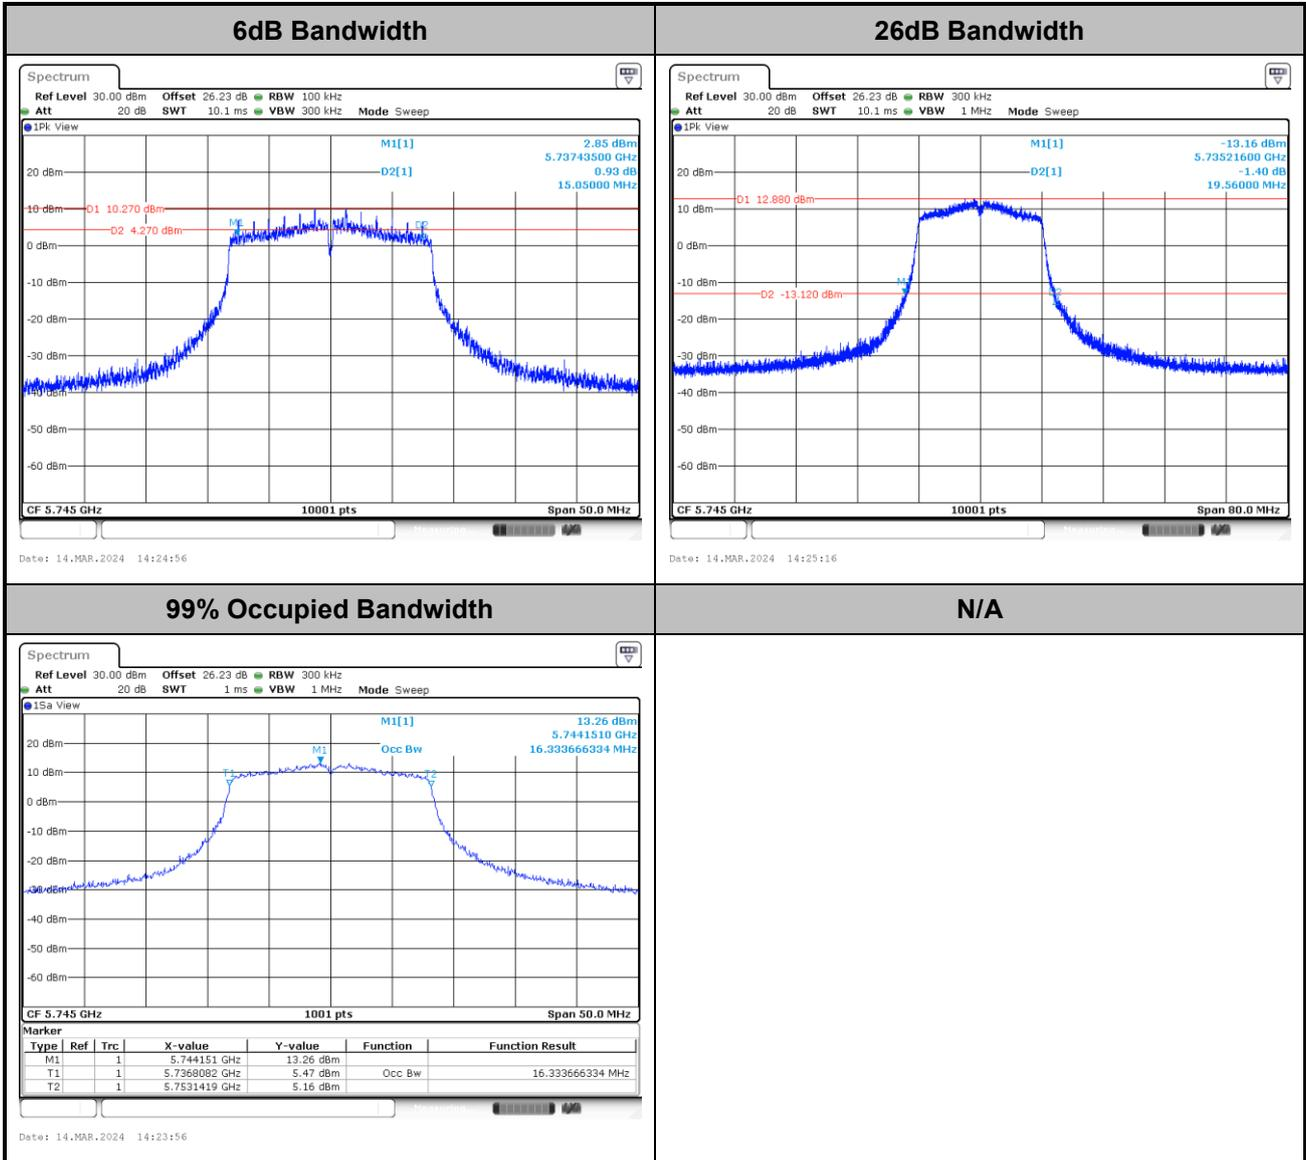 6dB Bandwidth
Spectrum
Ref Level 30.00 dBm Offset 26.23 dB RBW 100 kHz
Att 20 dB SWT 10.1 ms VBW 300 kHz Mode Sweep
1Pk View
M1[1] 2.85 dBm
5.73743500 GHz
D2[1] 0.93 dB
15.05000 MHz
20 dBm
10 dBm
D1 10.270 dBm
M1
D2
D2 4.270 dBm
0 dBm
-10 dBm
-20 dBm
-30 dBm
-40 dBm
-50 dBm
-60 dBm
CF 5.745 GHz 10001 pts Span 50.0 MHz
Date: 14.MAR.2024 14:24:56
26dB Bandwidth
Spectrum
Ref Level 30.00 dBm Offset 26.23 dB RBW 300 kHz
Att 20 dB SWT 10.1 ms VBW 1 MHz Mode Sweep
1Pk View
M1[1] -13.16 dBm
5.73521600 GHz
D2[1] -1.40 dB
19.56000 MHz
20 dBm
D1 12.880 dBm
10 dBm
0 dBm
-10 dBm
M1
D2 -13.120 dBm
D2
-20 dBm
-30 dBm
-40 dBm
-50 dBm
-60 dBm
CF 5.745 GHz 10001 pts Span 80.0 MHz
Date: 14.MAR.2024 14:25:16
99% Occupied Bandwidth
Spectrum
Ref Level 30.00 dBm Offset 26.23 dB RBW 300 kHz
Att 20 dB SWT 1 ms VBW 1 MHz Mode Sweep
1Sa View
M1[1] 13.26 dBm
5.7441510 GHz
Occ Bw 16.333666334 MHz
20 dBm
M1
10 dBm
T1
T2
0 dBm
-10 dBm
-20 dBm
-30 dBm
-40 dBm
-50 dBm
-60 dBm
CF 5.745 GHz 1001 pts Span 50.0 MHz
Marker
Type Ref Trc X-value Y-value Function Function Result
M1 1 5.744151 GHz 13.26 dBm
T1 1 5.7368082 GHz 5.47 dBm Occ Bw 16.333666334 MHz
T2 1 5.7531419 GHz 5.16 dBm
Date: 14.MAR.2024 14:23:56
N/A